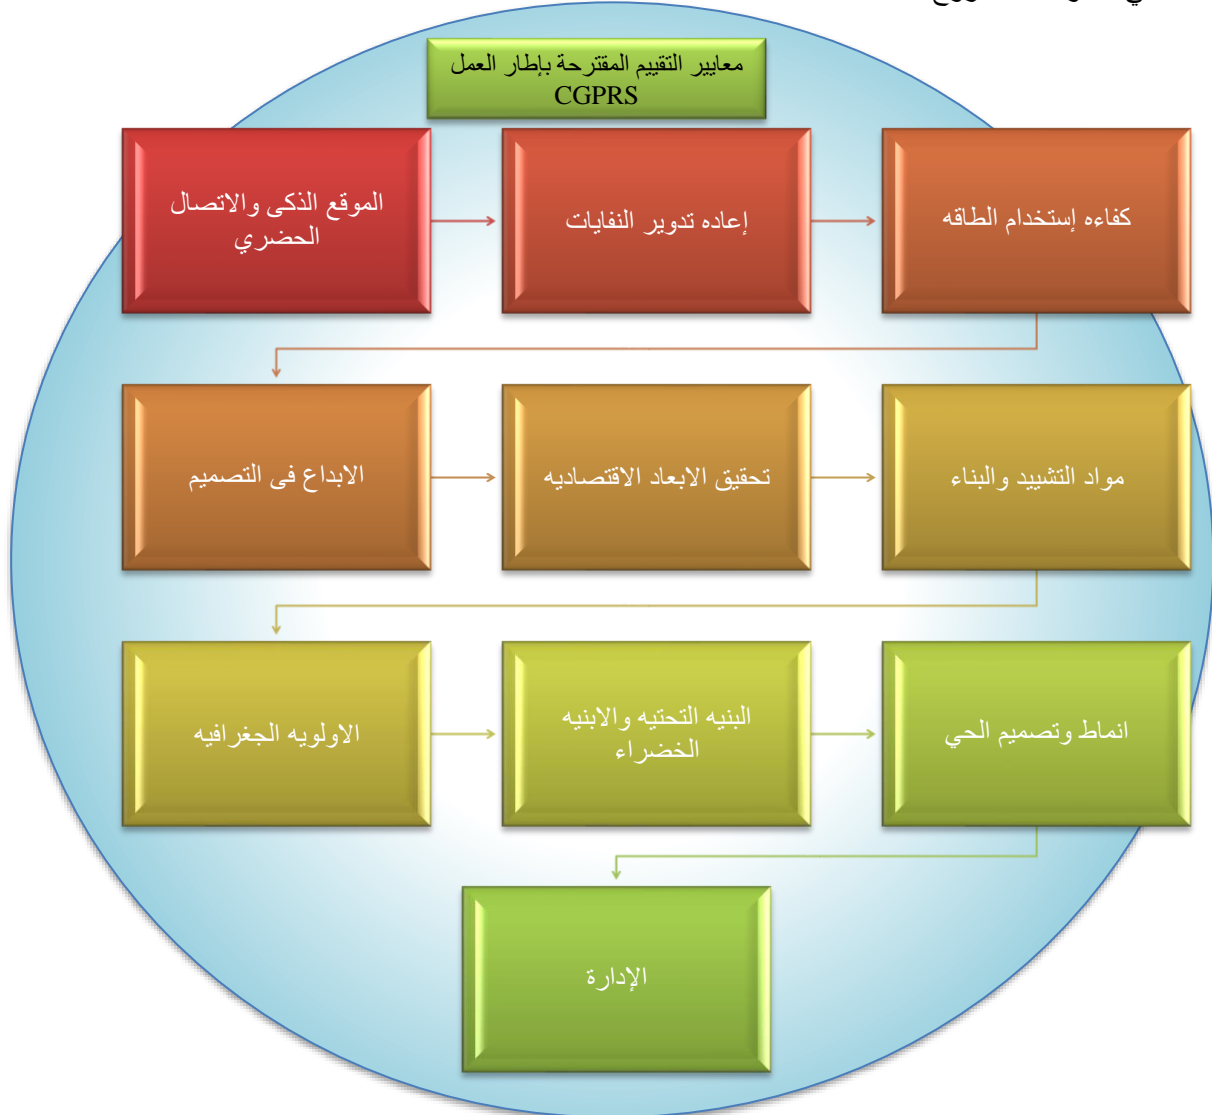 معايير التقييم المقترحة بإطار العمل
CGPRS
الموقع الذكى والاتصال
الحضري
إعاده تدوير النفايات
كفاءه إستخدام الطاقه
الابداع فى التصميم
تحقيق الابعاد الاقتصاديه
مواد التشييد والبناء
الاولويه الجغرافيه
البنيه التحتيه والابنيه
الخضراء
انماط وتصميم الحي
الإدارة